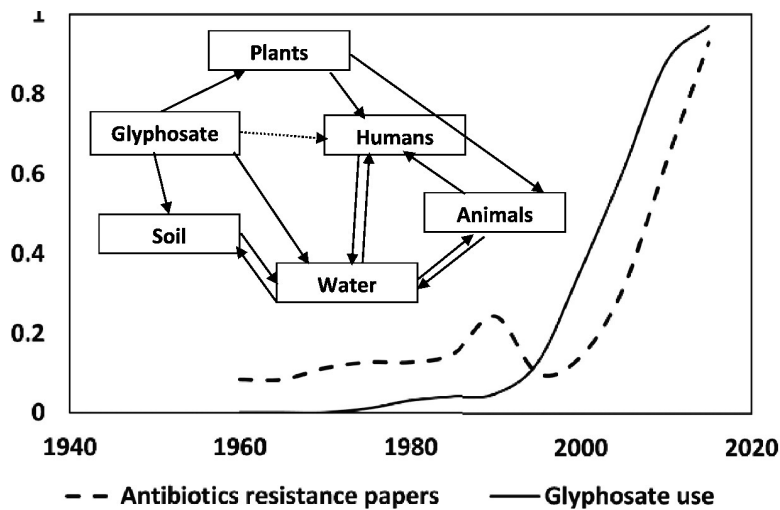 1
Plants
0.8
Glyphosate
Humans
0.6
Animals
Soil
0.4
Water
0.2
0
1940 1960 1980 2000 2020
Antibiotics resistance papers Glyphosate use